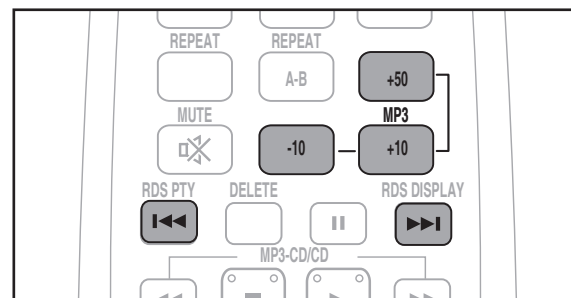 REPEAT REPEAT
A-B +50
MUTE MP3
-10 +10
RDS PTY DELETE RDS DISPLAY
MP3-CD/CD